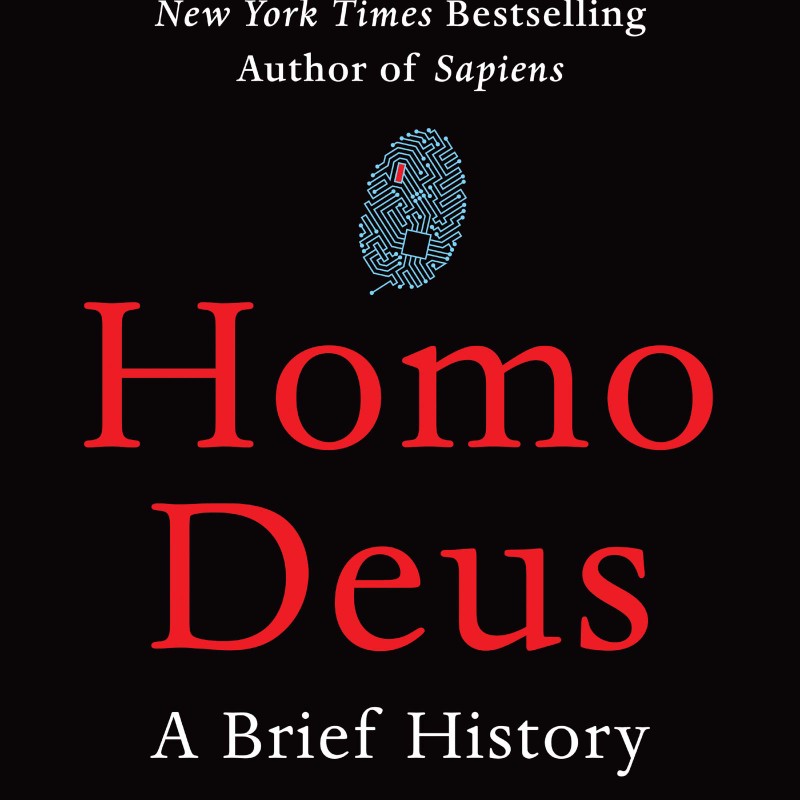 New York Times Bestselling
Author of Sapiens
Homo
Deus
A Brief History